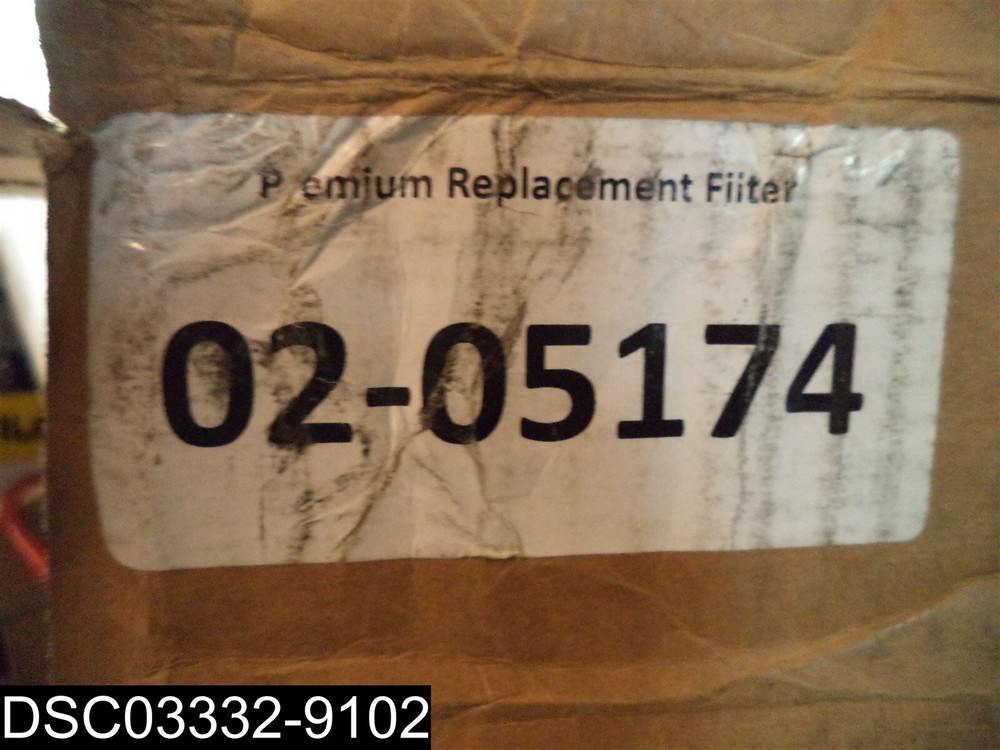 Premium Replacement Filter
02-05174
DSC03332-9102